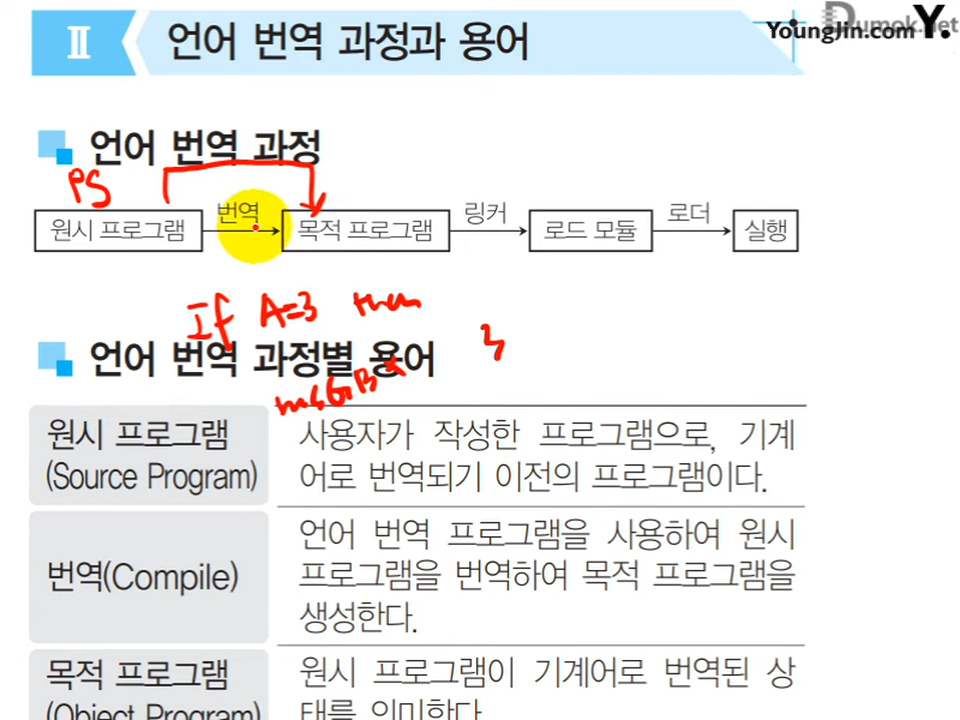 Ⅱ 언어 번역 과정과 용어
Dumok.net
YoungJin.com Y.
언어 번역 과정
PS
원시 프로그램 번역 목적 프로그램 링커 로드 모듈 로더 실행
If A=3 then
언어 번역 과정별 용어
원시 프로그램
(Source Program)
사용자가 작성한 프로그램으로, 기계
어로 번역되기 이전의 프로그램이다.
번역(Compile)
언어 번역 프로그램을 사용하여 원시
프로그램을 번역하여 목적 프로그램을
생성한다.
목적 프로그램
(Object Program)
원시 프로그램이 기계어로 번역된 상
태를 의미한다.